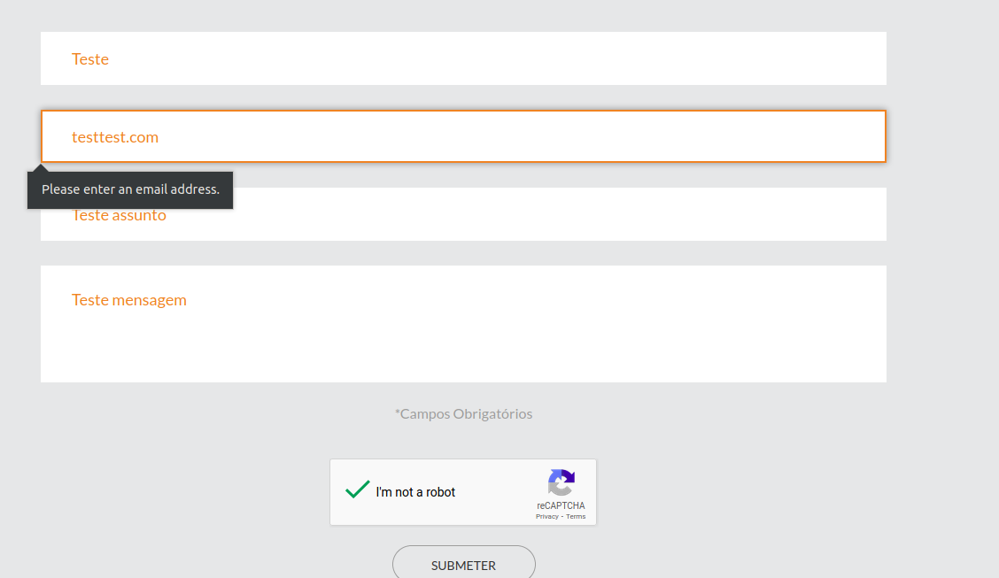 Teste
testtest.com
Please enter an email address.
Teste assunto
Teste mensagem
*Campos Obrigatórios
I'm not a robot
reCAPTCHA
Privacy - Terms
SUBMETER